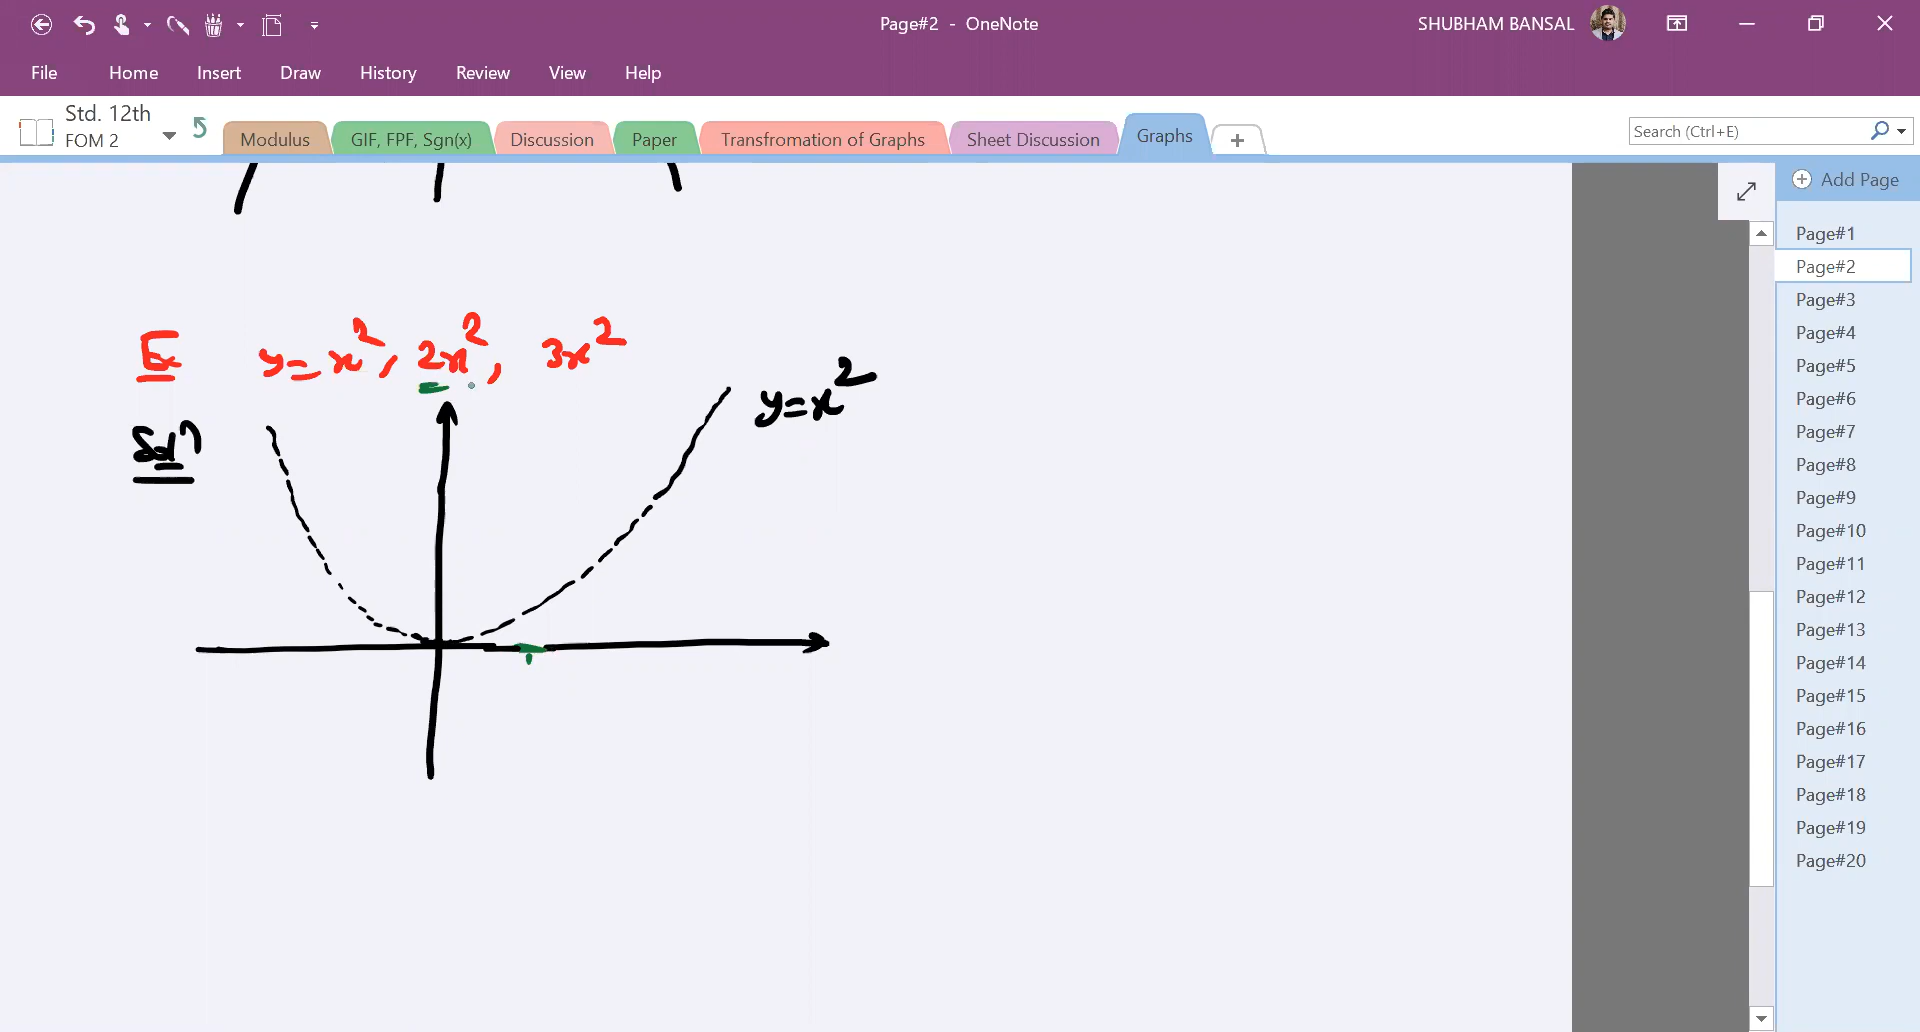 Page#2 - OneNote
SHUBHAM BANSAL
File Home Insert Draw History Review View Help
Std. 12th
FOM 2
Modulus GIF, FPF, Sgn(x) Discussion Paper Transfromation of Graphs Sheet Discussion Graphs +
Search (Ctrl+E)
Add Page
Page#1
Page#2
Page#3
Page#4
Page#5
Page#6
Page#7
Page#8
Page#9
Page#10
Page#11
Page#12
Page#13
Page#14
Page#15
Page#16
Page#17
Page#18
Page#19
Page#20
Ex y=x², 2x², 3x²
y=x²
Solⁿ